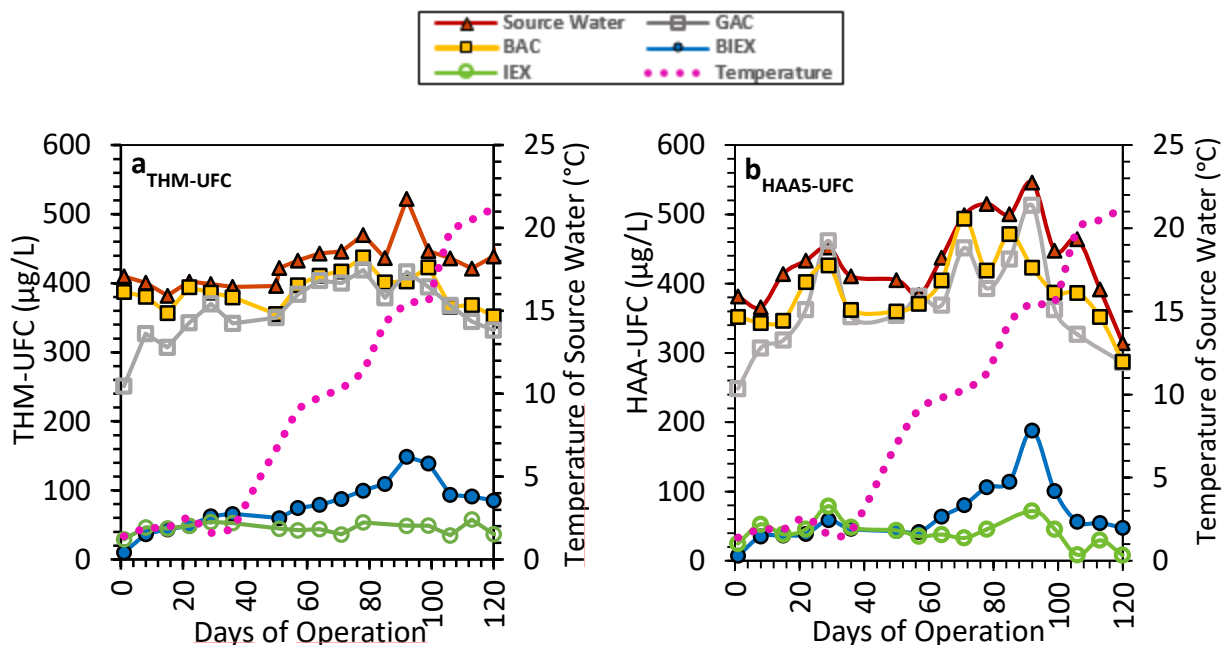 Source Water GAC
BAC BIEX
IEX Temperature
a THM-UFC
THM-UFC (µg/L)
600
500
400
300
200
100
0
0 20 40 60 80 100 120
Days of Operation
25
20
15
10
5
0
Temperature of Source Water (°C)
b HAA5-UFC
HAA-UFC (µg/L)
600
500
400
300
200
100
0
0 20 40 60 80 100 120
Days of Operation
25
20
15
10
5
0
Temperature of Source Water (°C)